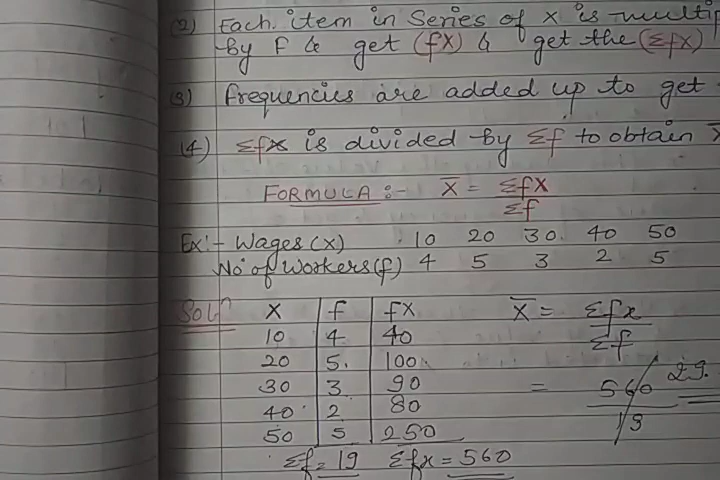 (2) Each item in Series of X is
by F & get (fX) & get the (Σfx)
(3) frequencies are added up to get
(4) Σfx is divided by Σf to obtain X̄
FORMULA :- X̄ = ΣfX / Σf
Ex:- Wages (X) 10 20 30. 40 50
No of Workers (f) 4 5 3 2 5
Solⁿ X f fX X̄ = Σfx / Σf
10 4 40
20 5. 100
30 3 90 = 560 / 19 29.
40 2 80
50 5 250
Σf = 19 Σfx = 560